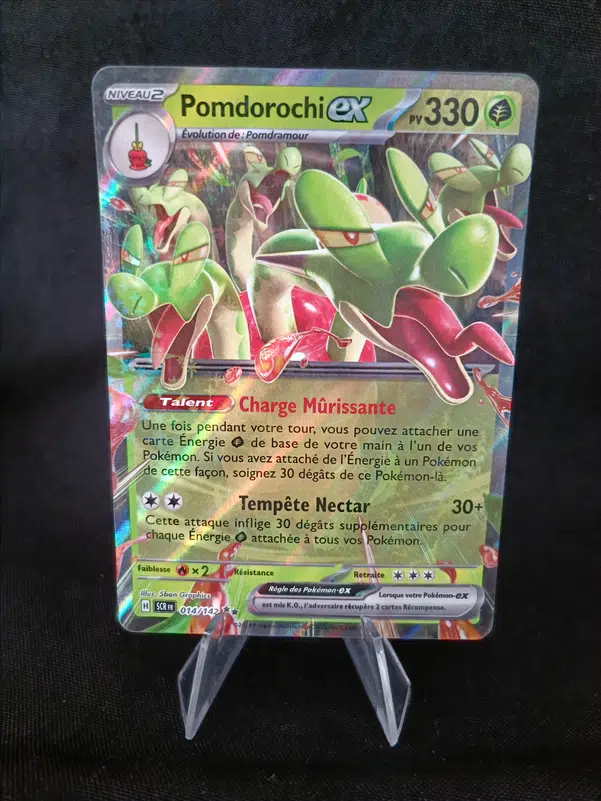 NIVEAU 2
Pomdorochi ex
PV 330
Évolution de : Pomdramour
Talent Charge Mûrissante
Une fois pendant votre tour, vous pouvez attacher une
carte Énergie de base de votre main à l'un de vos
Pokémon. Si vous avez attaché de l'Énergie à un Pokémon
de cette façon, soignez 30 dégâts de ce Pokémon-là.
Tempête Nectar 30+
Cette attaque inflige 30 dégâts supplémentaires pour
chaque Énergie attachée à tous vos Pokémon.
Faiblesse ×2 Résistance Retraite
Illus. 5ban Graphics
Règle des Pokémon-ex Lorsque votre Pokémon-ex
est mis K.O., l'adversaire récupère 2 cartes Récompense.
H SCR FR 014/142